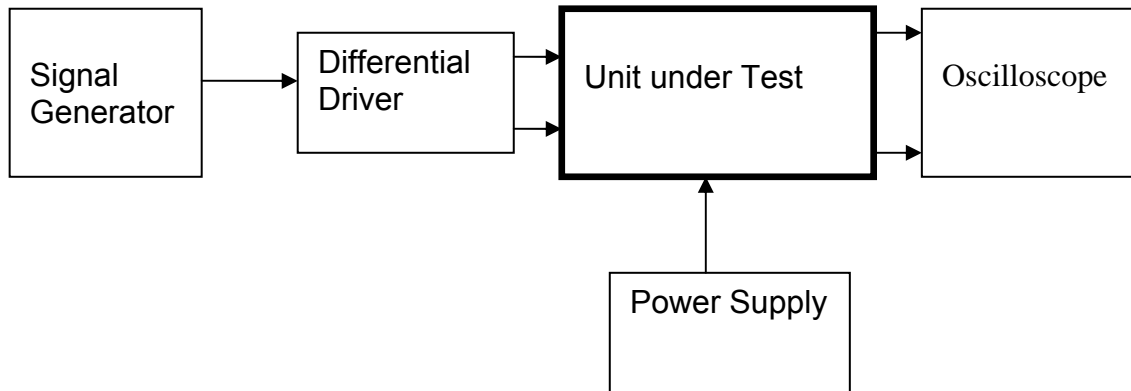 Signal
Generator
Differential
Driver
Unit under Test
Oscilloscope
Power Supply